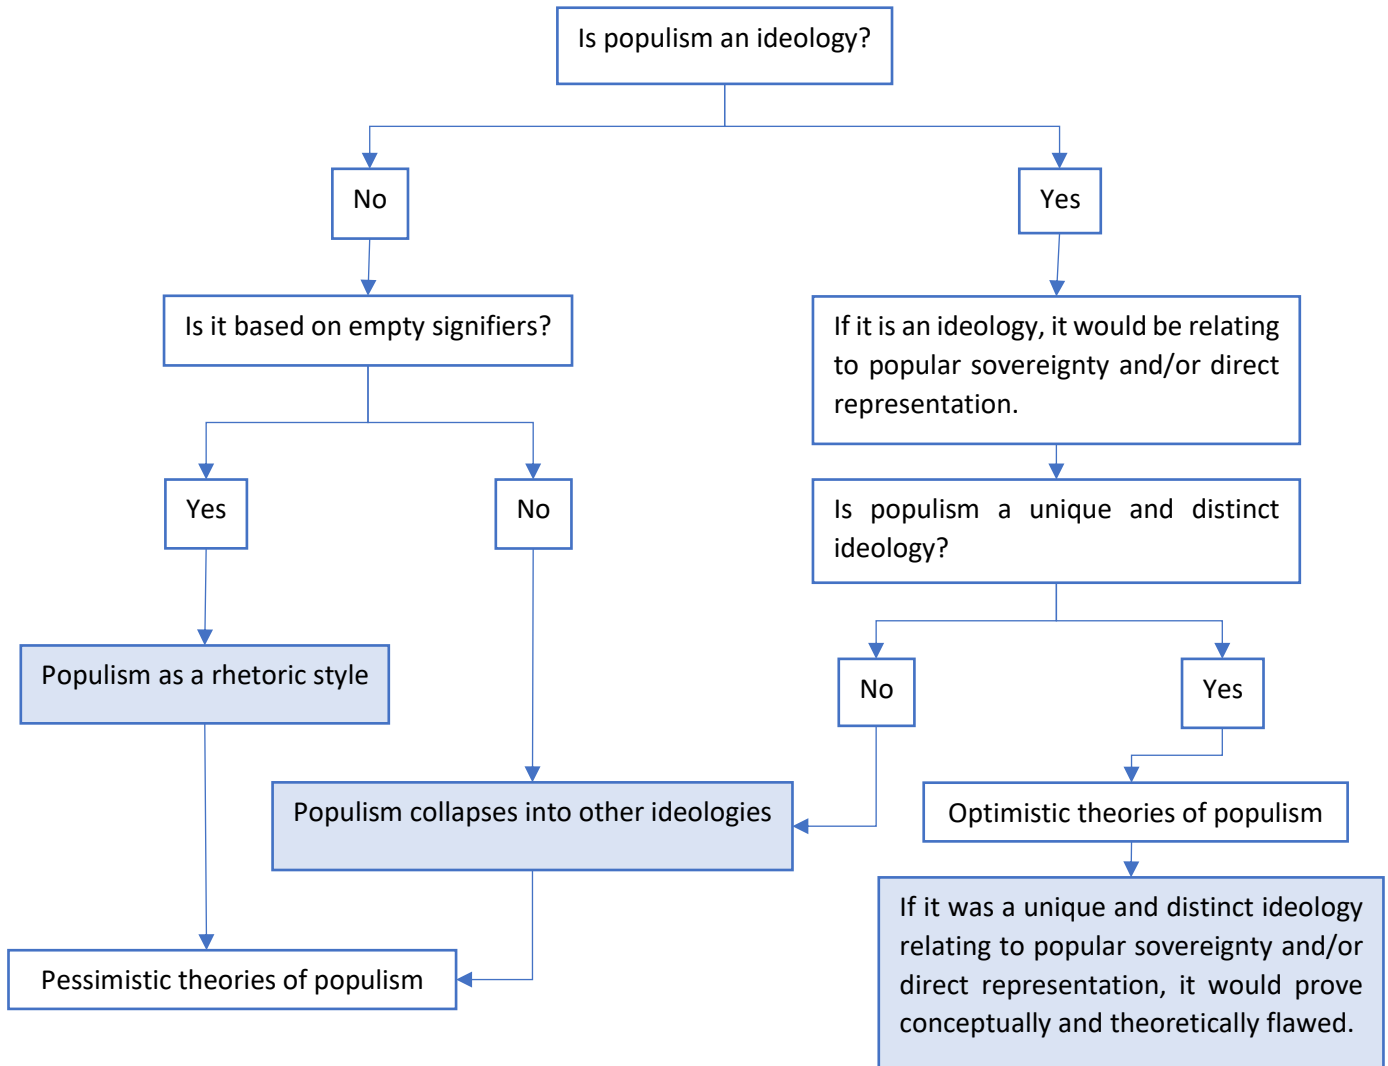 Is populism an ideology?
No
Yes
Is it based on empty signifiers?
If it is an ideology, it would be relating
to popular sovereignty and/or direct
representation.
Yes
No
Is populism a unique and distinct
ideology?
Populism as a rhetoric style
No
Yes
Populism collapses into other ideologies
Optimistic theories of populism
If it was a unique and distinct ideology
relating to popular sovereignty and/or
direct representation, it would prove
conceptually and theoretically flawed.
Pessimistic theories of populism